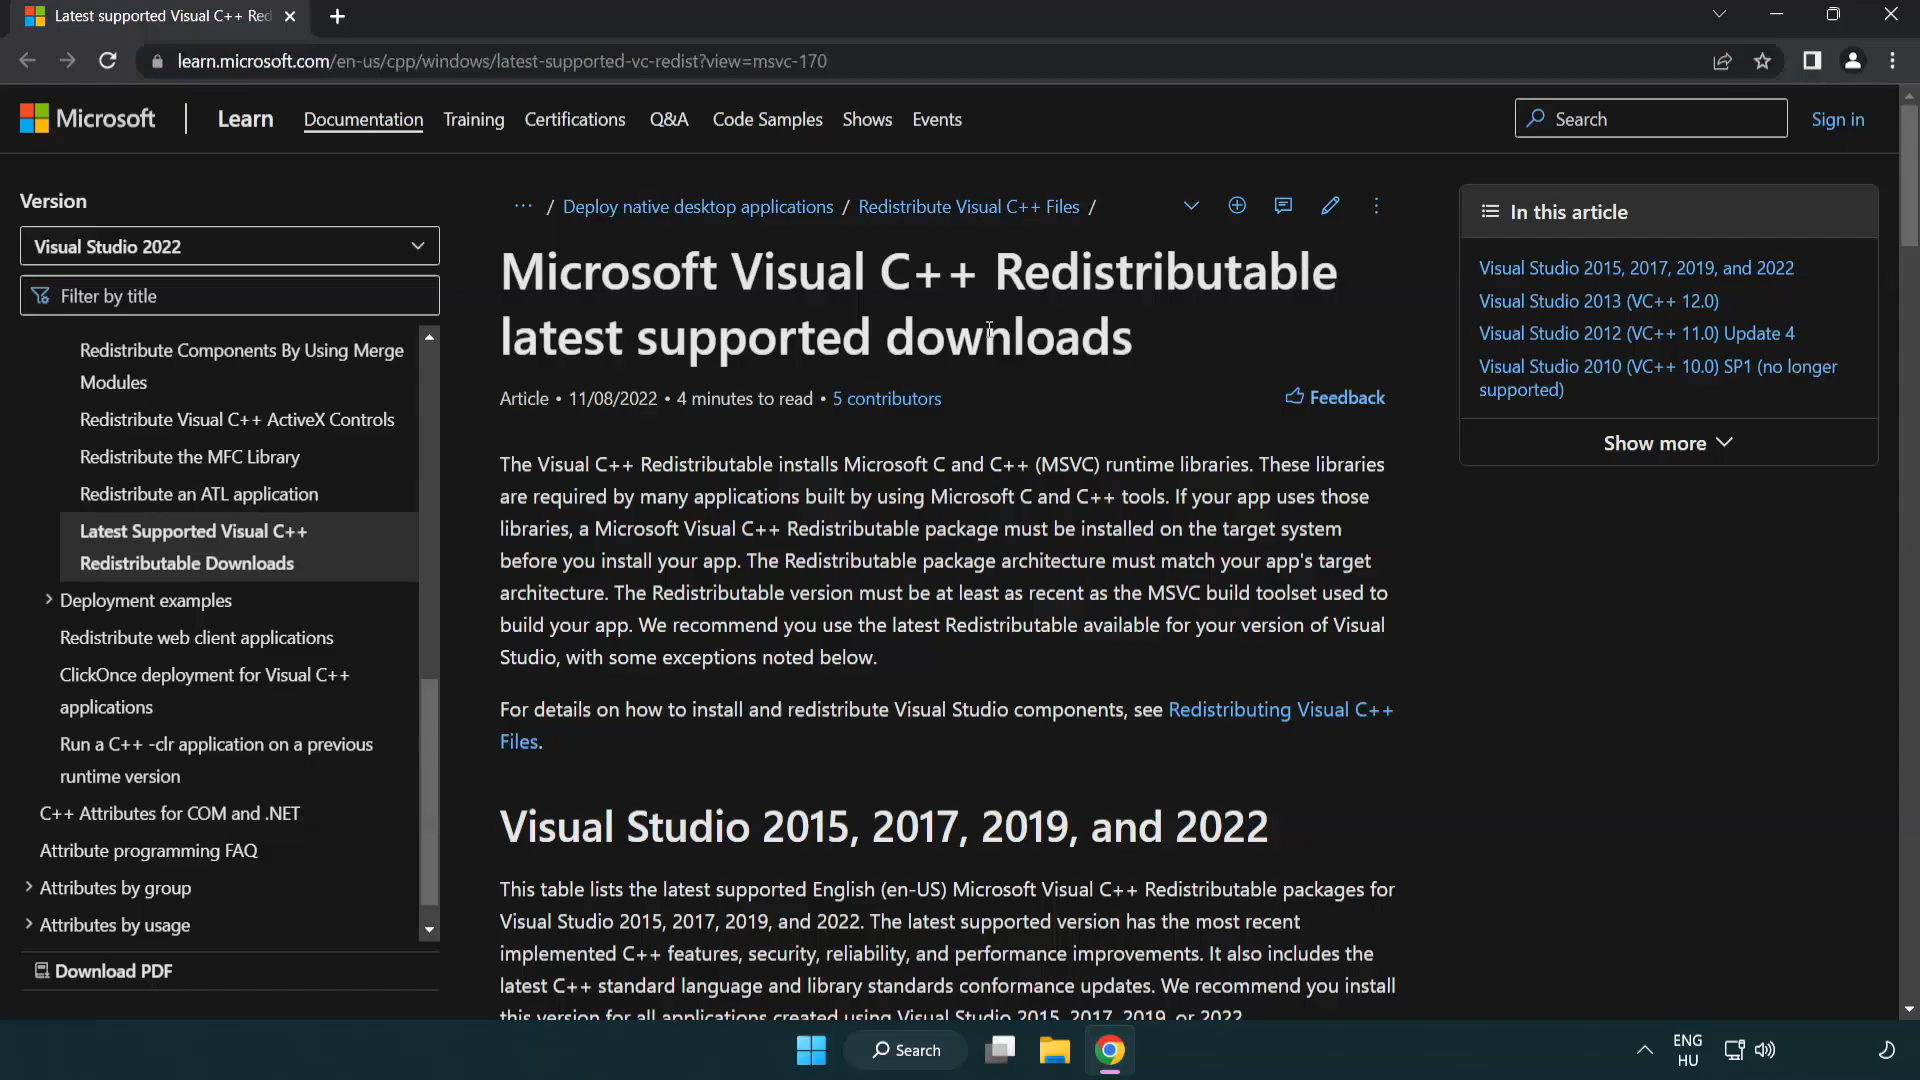 Latest supported Visual C++ Red
learn.microsoft.com/en-us/cpp/windows/latest-supported-vc-redist?view=msvc-170
Microsoft
Learn
Documentation
Training
Certifications
Q&A
Code Samples
Shows
Events
Search
Sign in
Version
Visual Studio 2022
Filter by title
Redistribute Components By Using Merge
Modules
Redistribute Visual C++ ActiveX Controls
Redistribute the MFC Library
Redistribute an ATL application
Latest Supported Visual C++
Redistributable Downloads
Deployment examples
Redistribute web client applications
ClickOnce deployment for Visual C++
applications
Run a C++ -clr application on a previous
runtime version
C++ Attributes for COM and .NET
Attribute programming FAQ
Attributes by group
Attributes by usage
Download PDF
··· / Deploy native desktop applications / Redistribute Visual C++ Files /
Microsoft Visual C++ Redistributable
latest supported downloads
Article • 11/08/2022 • 4 minutes to read • 5 contributors
Feedback
The Visual C++ Redistributable installs Microsoft C and C++ (MSVC) runtime libraries. These libraries
are required by many applications built by using Microsoft C and C++ tools. If your app uses those
libraries, a Microsoft Visual C++ Redistributable package must be installed on the target system
before you install your app. The Redistributable package architecture must match your app's target
architecture. The Redistributable version must be at least as recent as the MSVC build toolset used to
build your app. We recommend you use the latest Redistributable available for your version of Visual
Studio, with some exceptions noted below.
For details on how to install and redistribute Visual Studio components, see Redistributing Visual C++
Files.
Visual Studio 2015, 2017, 2019, and 2022
This table lists the latest supported English (en-US) Microsoft Visual C++ Redistributable packages for
Visual Studio 2015, 2017, 2019, and 2022. The latest supported version has the most recent
implemented C++ features, security, reliability, and performance improvements. It also includes the
latest C++ standard language and library standards conformance updates. We recommend you install
this version for all applications created using Visual Studio 2015, 2017, 2019, or 2022.
In this article
Visual Studio 2015, 2017, 2019, and 2022
Visual Studio 2013 (VC++ 12.0)
Visual Studio 2012 (VC++ 11.0) Update 4
Visual Studio 2010 (VC++ 10.0) SP1 (no longer
supported)
Show more
Search
ENG
HU